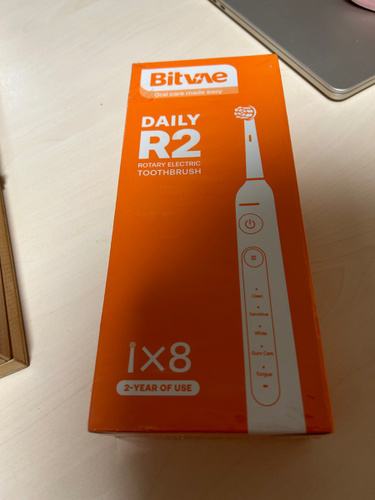 Bitvae
Oral care made easy
DAILY
R2
ROTARY ELECTRIC
TOOTHBRUSH
Clean
Sensitive
White
Gum Care
Tongue
×8
2-YEAR OF USE